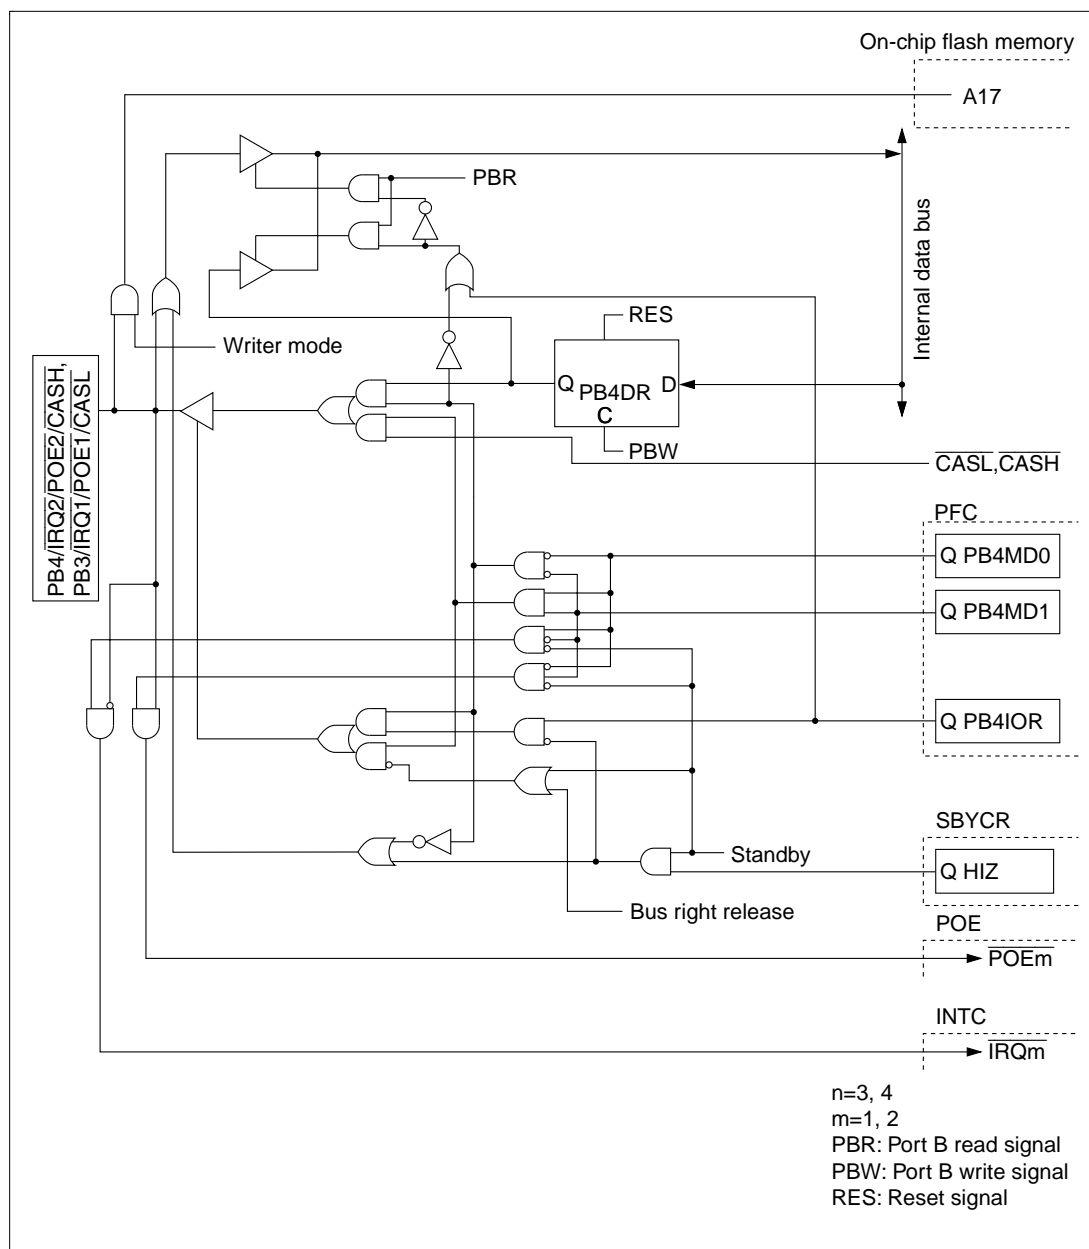 On-chip flash memory
A17
PBR
Internal data bus
RES
Writer mode
Q PB4DR D
C
PBW
PB4/IRQ2/POE2/CASH,
PB3/IRQ1/POE1/CASL
CASL,CASH
PFC
Q PB4MD0
Q PB4MD1
Q PB4IOR
SBYCR
Standby
Q HIZ
Bus right release
POE
POEm
INTC
IRQm
n=3, 4
m=1, 2
PBR: Port B read signal
PBW: Port B write signal
RES: Reset signal